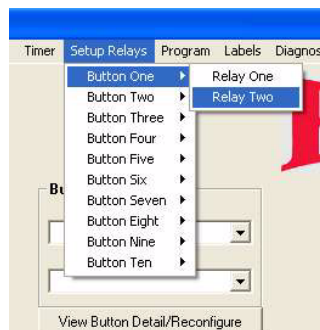 Timer Setup Relays Program Labels Diagnos
Button One Relay One
Button Two Relay Two
Button Three
Button Four
Button Five
Button Six
Bu
Button Seven
Button Eight
Button Nine
Button Ten
View Button Detail/Reconfigure